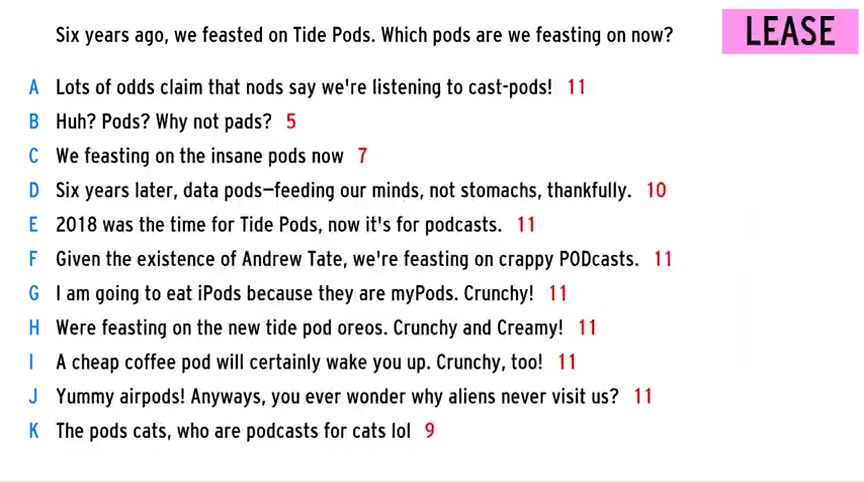 LEASE
Six years ago, we feasted on Tide Pods. Which pods are we feasting on now?
A Lots of odds claim that nods say we're listening to cast-pods! 11
B Huh? Pods? Why not pads? 5
C We feasting on the insane pods now 7
D Six years later, data pods—feeding our minds, not stomachs, thankfully. 10
E 2018 was the time for Tide Pods, now it's for podcasts. 11
F Given the existence of Andrew Tate, we're feasting on crappy PODcasts. 11
G I am going to eat iPods because they are myPods. Crunchy! 11
H Were feasting on the new tide pod oreos. Crunchy and Creamy! 11
I A cheap coffee pod will certainly wake you up. Crunchy, too! 11
J Yummy airpods! Anyways, you ever wonder why aliens never visit us? 11
K The pods cats, who are podcasts for cats lol 9